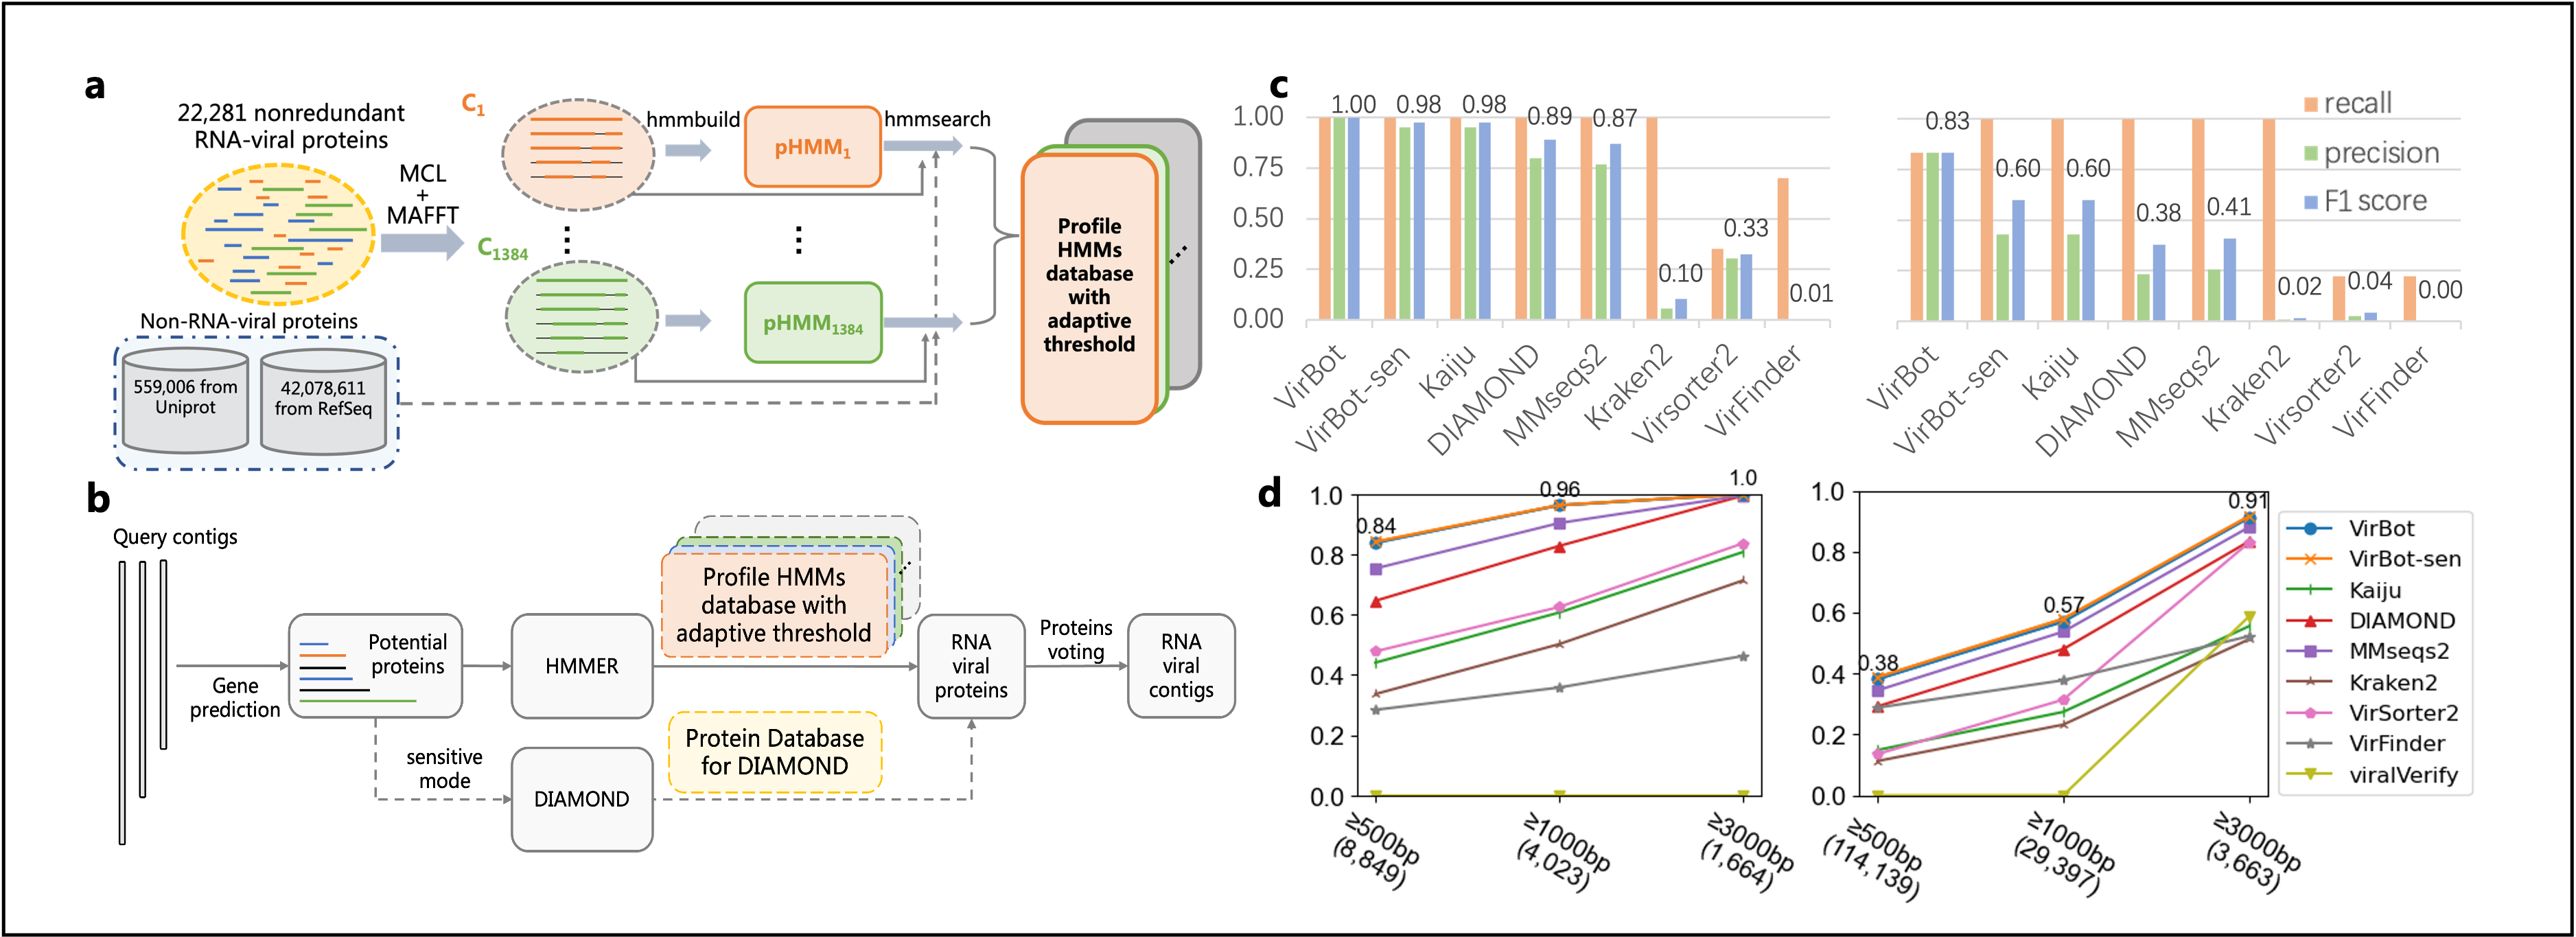 a
22,281 nonredundant
RNA-viral proteins
MCL
+
MAFFT
C1
hmmbuild
pHMM1
hmmsearch
C1384
pHMM1384
Non-RNA-viral proteins
559,006 from
Uniprot
42,078,611
from RefSeq
Profile
HMMs
database
with
adaptive
threshold
b
Query contigs
Gene
prediction
Potential
proteins
HMMER
Profile HMMs
database with
adaptive threshold
RNA
viral
proteins
Proteins
voting
RNA
viral
contigs
sensitive
mode
DIAMOND
Protein Database
for DIAMOND
c
1.00
0.75
0.50
0.25
0.00
1.00
0.98
0.98
0.89
0.87
0.10
0.33
0.01
VirBot
VirBot-sen
Kaiju
DIAMOND
MMseqs2
Kraken2
Virsorter2
VirFinder
0.83
0.60
0.60
0.38
0.41
0.02
0.04
0.00
recall
precision
F1 score
VirBot
VirBot-sen
Kaiju
DIAMOND
MMseqs2
Kraken2
Virsorter2
VirFinder
d
1.0
0.8
0.6
0.4
0.2
0.0
0.84
0.96
1.0
≥500bp
(8,849)
≥1000bp
(4,023)
≥3000bp
(1,664)
1.0
0.8
0.6
0.4
0.2
0.0
0.38
0.57
0.91
≥500bp
(114,139)
≥1000bp
(29,397)
≥3000bp
(3,663)
VirBot
VirBot-sen
Kaiju
DIAMOND
MMseqs2
Kraken2
VirSorter2
VirFinder
viralVerify